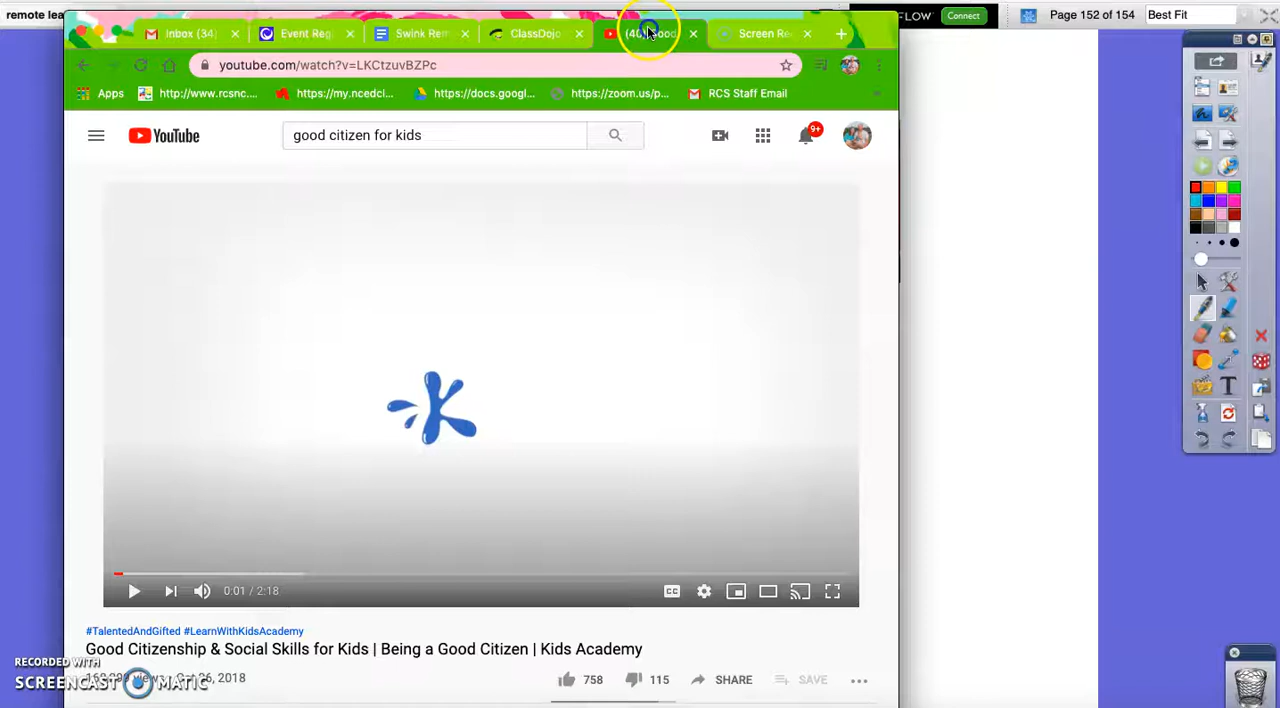 remote lea
FLOW Connect Page 152 of 154 Best Fit
Inbox (34) Event Reg Swink Rem ClassDojo Screen Re
youtube.com/watch?v=LKCtzuvBZPc
Apps http://www.rcsnc.... https://my.ncedcl... https://docs.googl... https://zoom.us/p... RCS Staff Email
YouTube good citizen for kids 9+
0:01 / 2:18 CC
#TalentedAndGifted #LearnWithKidsAcademy
Good Citizenship & Social Skills for Kids | Being a Good Citizen | Kids Academy
26, 2018 758 115 SHARE SAVE
RECORDED WITH
SCREENCAST MATIC